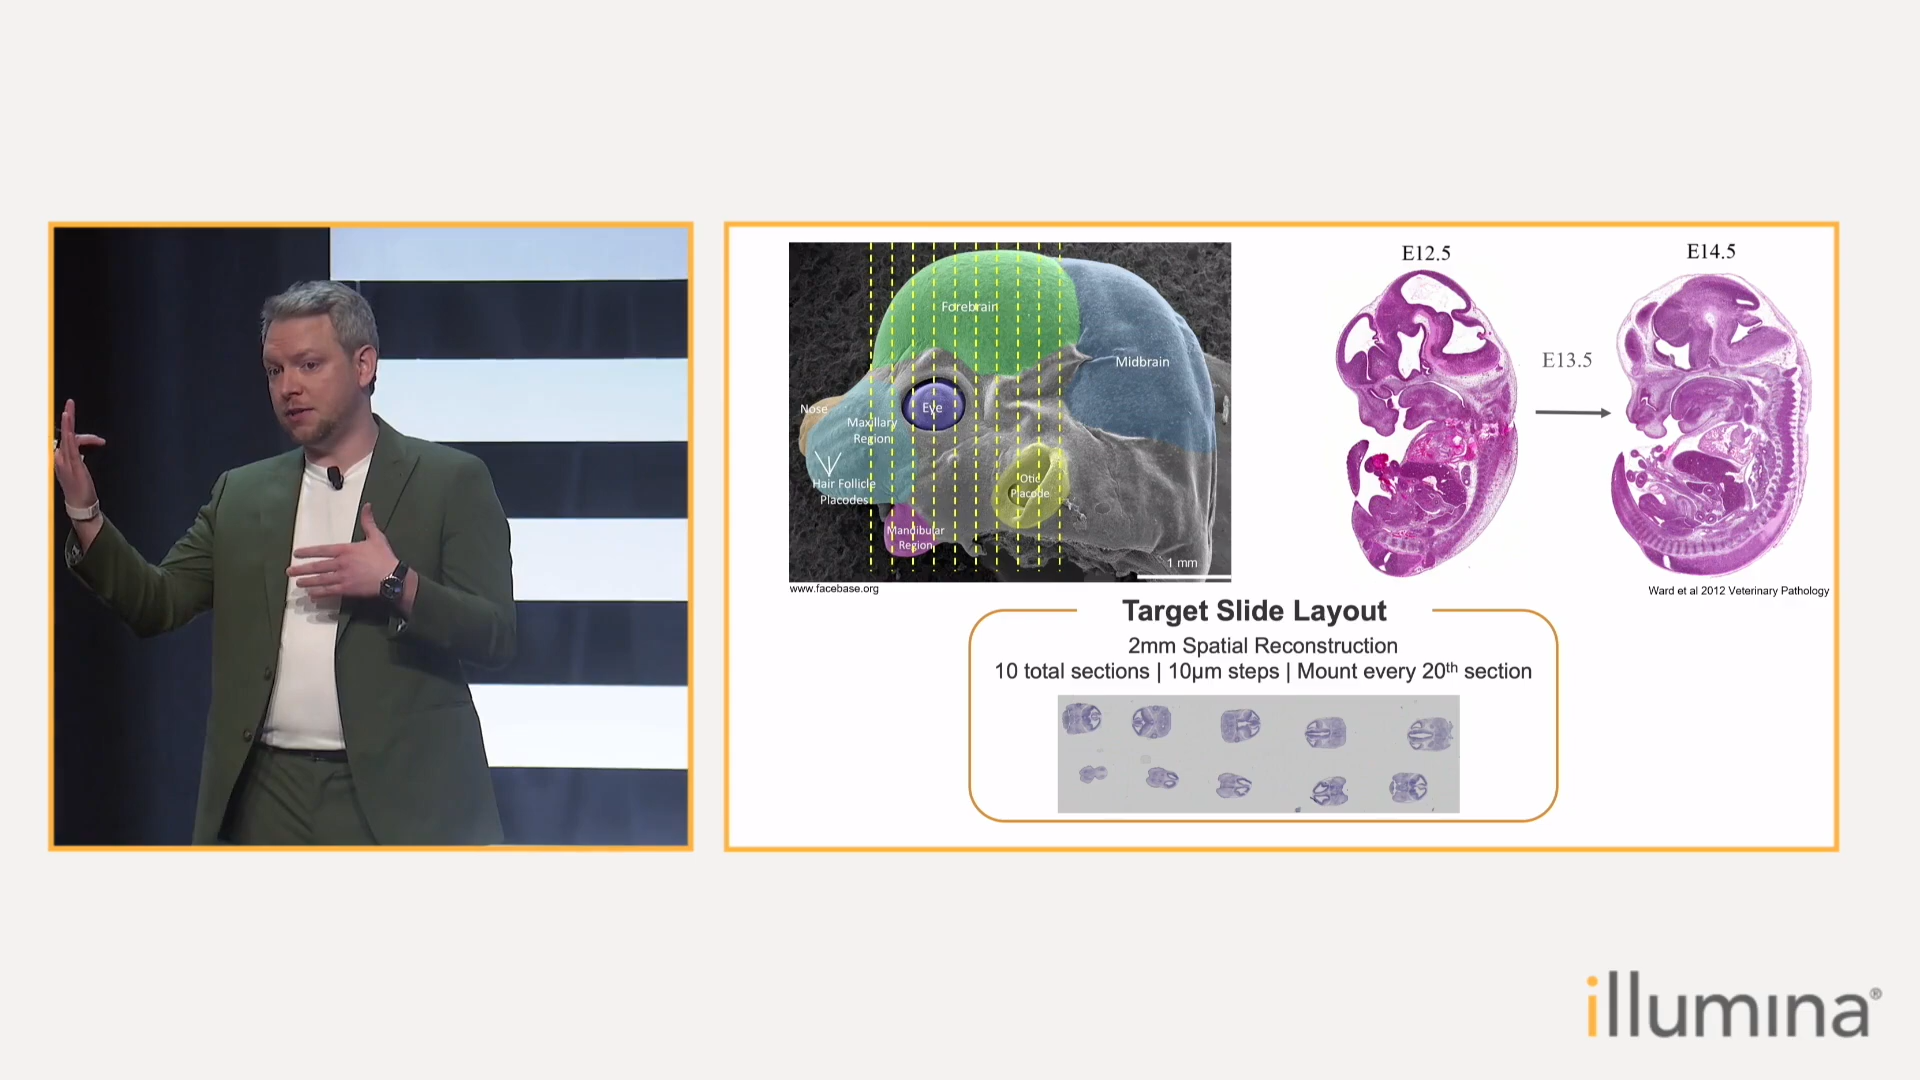 Forebrain
Midbrain
Nose
Eye
Maxillary
Region
Hair Follicle
Placodes
Otic
Placode
Mandibular
Region
1 mm
www.facebase.org
E12.5
E14.5
E13.5
Ward et al 2012 Veterinary Pathology
Target Slide Layout
2mm Spatial Reconstruction
10 total sections | 10µm steps | Mount every 20th section
illumina®